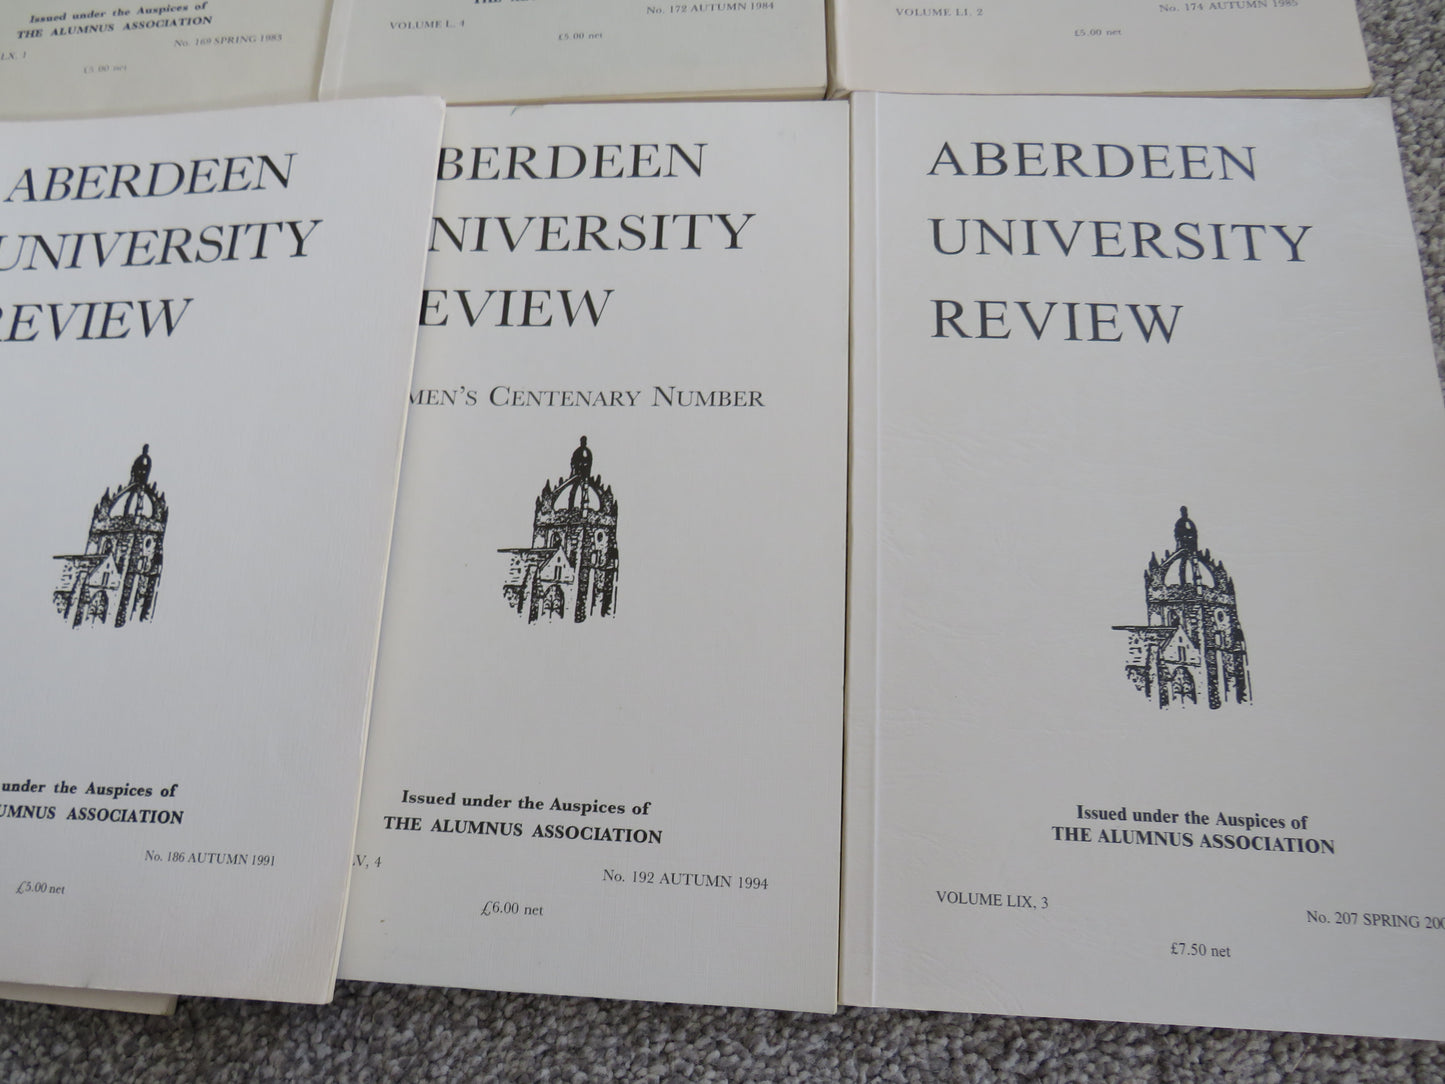 Issued under the Auspices of
THE ALUMNUS ASSOCIATION
LX, 1
No. 169 SPRING 1983
£5.00 net
VOLUME L, 4
No. 172 AUTUMN 1984
£5.00 net
VOLUME LI, 2
No. 174 AUTUMN 1985
£5.00 net
ABERDEEN
UNIVERSITY
REVIEW
under the Auspices of
UMNUS ASSOCIATION
No. 186 AUTUMN 1991
£5.00 net
BERDEEN
NIVERSITY
EVIEW
MEN'S CENTENARY NUMBER
Issued under the Auspices of
THE ALUMNUS ASSOCIATION
LV, 4
No. 192 AUTUMN 1994
£6.00 net
ABERDEEN
UNIVERSITY
REVIEW
Issued under the Auspices of
THE ALUMNUS ASSOCIATION
VOLUME LIX, 3
No. 207 SPRING 200
£7.50 net